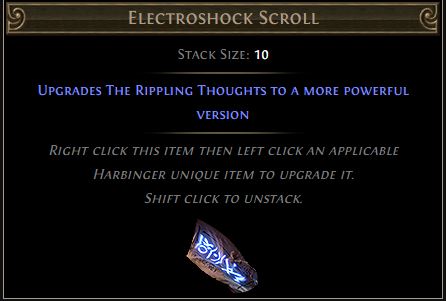 Electroshock Scroll
Stack Size: 10
Upgrades The Rippling Thoughts to a more powerful
version
Right click this item then left click an applicable
Harbinger unique item to upgrade it.
Shift click to unstack.